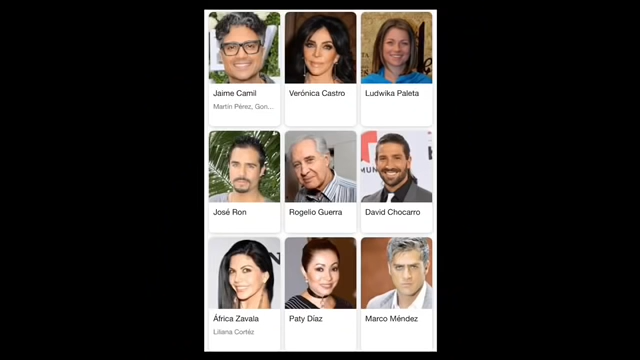 Jaime Camil
Verónica Castro
Ludwika Paleta
Martín Pérez, Gon...
José Ron
Rogelio Guerra
David Chocarro
África Zavala
Paty Díaz
Marco Méndez
Liliana Cortéz